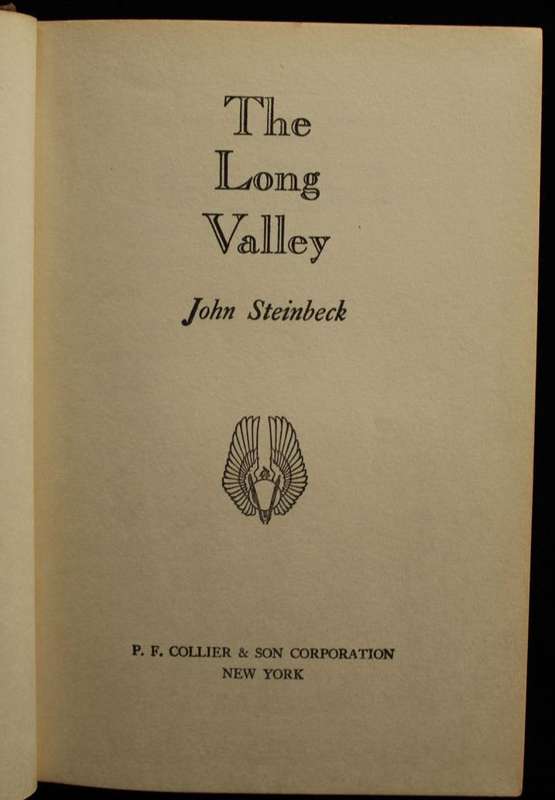 The
Long
Valley
John Steinbeck
P. F. COLLIER & SON CORPORATION
NEW YORK